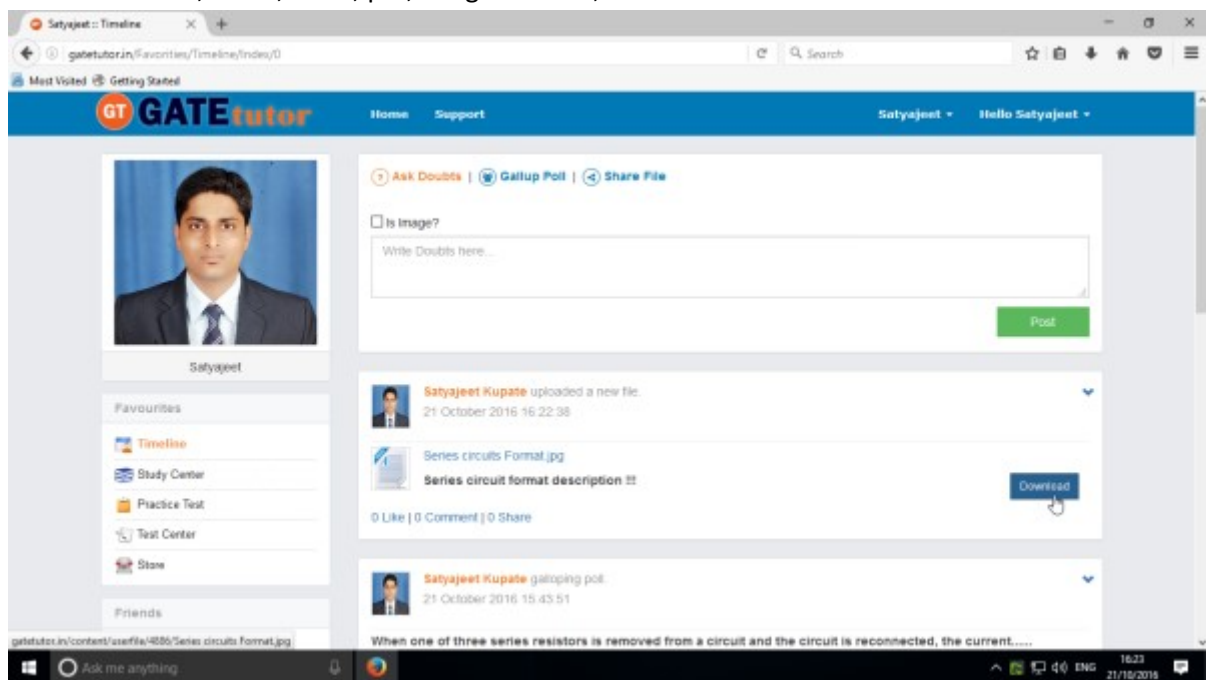 Satyajeet :: Timeline
gatetutor.in/Favorities/Timeline/Index/0
Search
Most Visited Getting Started
GT GATEtutor Home Support Satyajeet Hello Satyajeet
Ask Doubts | Gallup Poll | Share File
Is Image?
Write Doubts here...
Post
Satyajeet
Favourites
Timeline
Study Center
Practice Test
Test Center
Store
Friends
Satyajeet Kupate uploaded a new file.
21 October 2016 16:22:38
Series circuits Format.jpg
Series circuit format description !!!
Download
0 Like | 0 Comment | 0 Share
Satyajeet Kupate galloping poll
21 October 2016 15:43:51
When one of three series resistors is removed from a circuit and the circuit is reconnected, the current......
gatetutor.in/content/userfile/4886/Series circuits Format.jpg
Ask me anything
ENG
16:23
21/10/2016